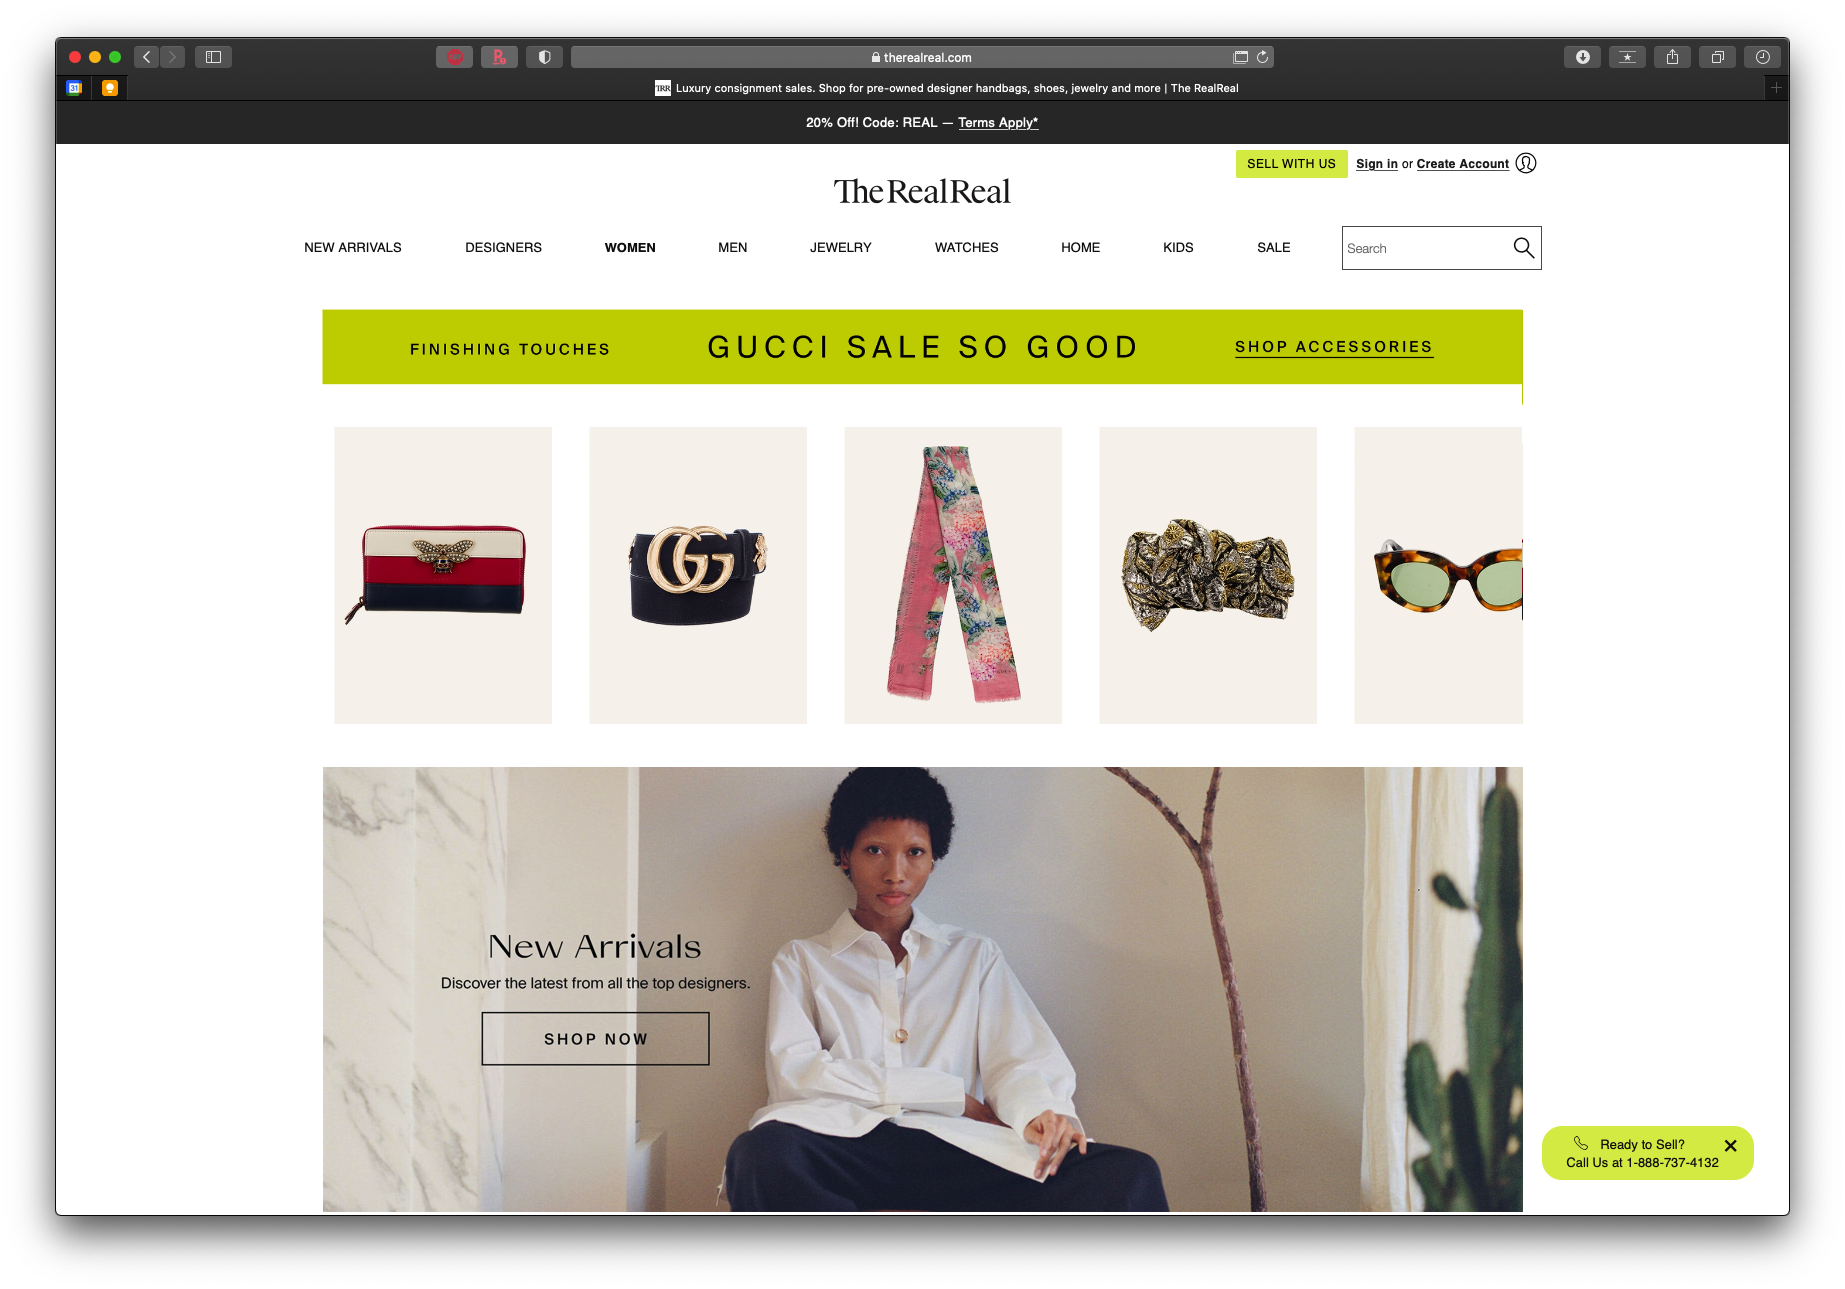 therealreal.com
31
TRR Luxury consignment sales. Shop for pre-owned designer handbags, shoes, jewelry and more | The RealReal
20% Off! Code: REAL — Terms Apply*
SELL WITH US Sign in or Create Account
TheRealReal
NEW ARRIVALS DESIGNERS WOMEN MEN JEWELRY WATCHES HOME KIDS SALE Search
FINISHING TOUCHES GUCCI SALE SO GOOD SHOP ACCESSORIES
GG
New Arrivals
Discover the latest from all the top designers.
SHOP NOW
Ready to Sell?
Call Us at 1-888-737-4132